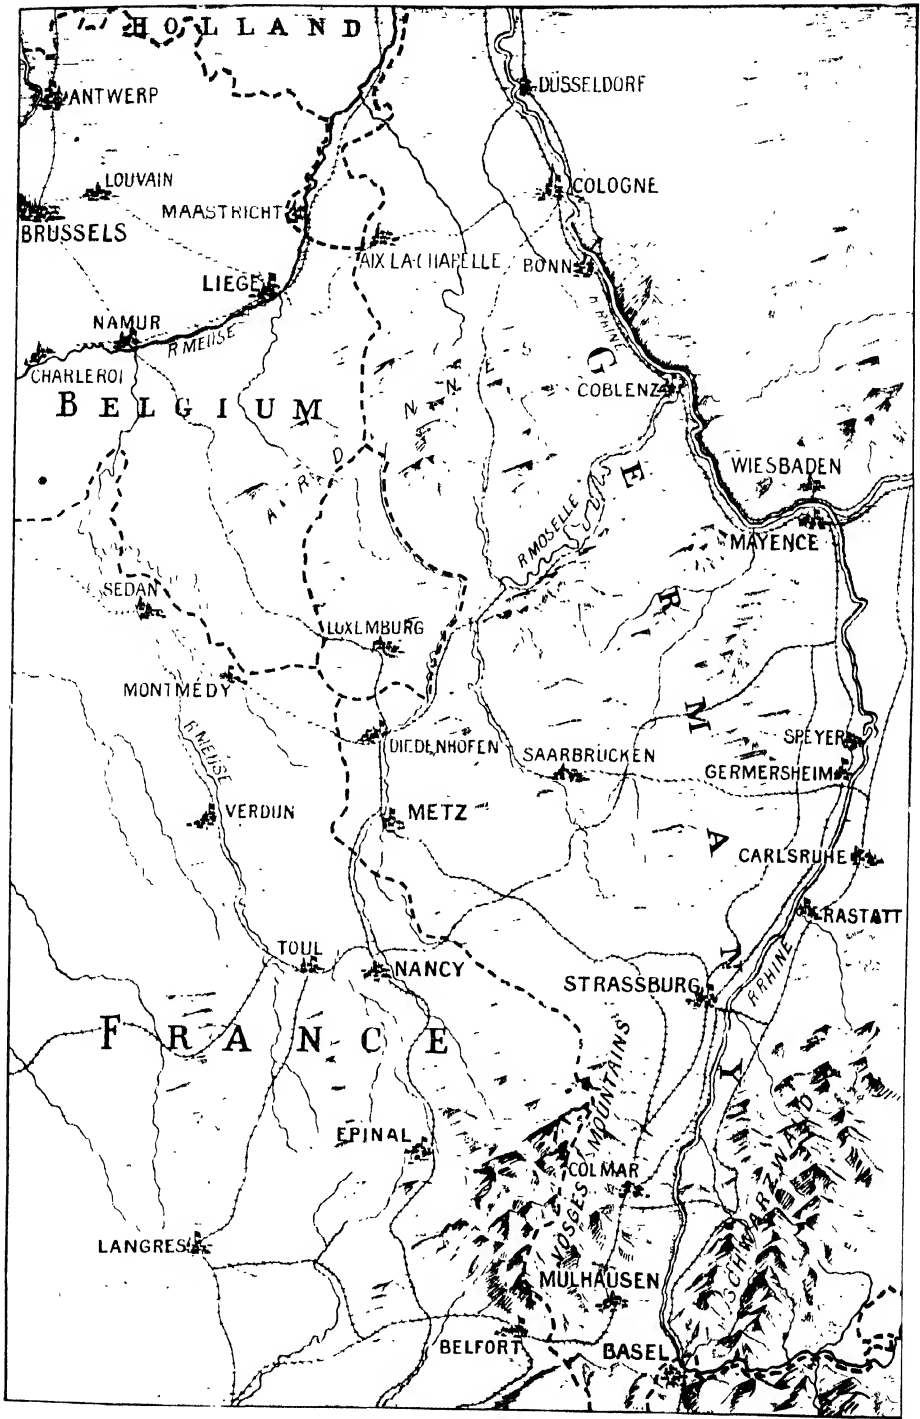 HOLLAND
ANTWERP
DÜSSELDORF
LOUVAIN
COLOGNE
MAASTRICHT
BRUSSELS
AIX LA CHAPELLE
BONN
LIEGE
R RHINE
NAMUR
R MEUSE
CHARLEROI
COBLENZ
BELGIUM
ARDENNES
WIESBADEN
R MOSELLE
MAYENCE
SEDAN
LUXEMBURG
MONTMEDY
GERMANY
R MEUSE
DIEDENHOFEN
SPEYER
SAARBRUCKEN
GERMERSHEIM
VERDUN
METZ
CARLSRUHE
RASTATT
TOUL
NANCY
R RHINE
STRASSBURG
FRANCE
VOSGES MOUNTAINS
SCHWARZWALD
EPINAL
COLMAR
LANGRES
MULHAUSEN
BELFORT
BASEL